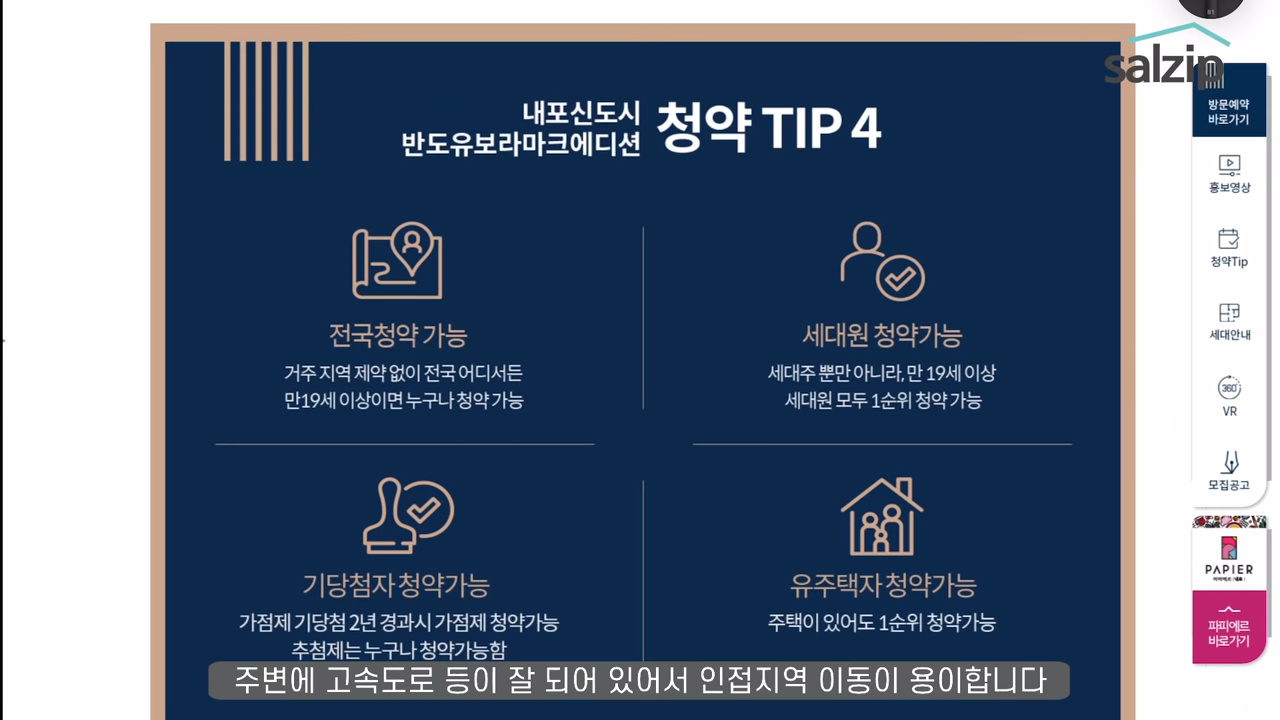 salzip
내포신도시
반도유보라마크에디션
청약 TIP 4
전국청약 가능
거주 지역 제약 없이 전국 어디서든
만19세 이상이면 누구나 청약 가능
세대원 청약가능
세대주 뿐만 아니라, 만 19세 이상
세대원 모두 1순위 청약 가능
기당첨자 청약가능
가점제 기당첨 2년 경과시 가점제 청약가능
추첨제는 누구나 청약가능함
유주택자 청약가능
주택이 있어도 1순위 청약가능
주변에 고속도로 등이 잘 되어 있어서 인접지역 이동이 용이합니다
방문예약
바로가기
홍보영상
청약Tip
세대안내
360°
VR
모집공고
PAPIER
파피에르
바로가기